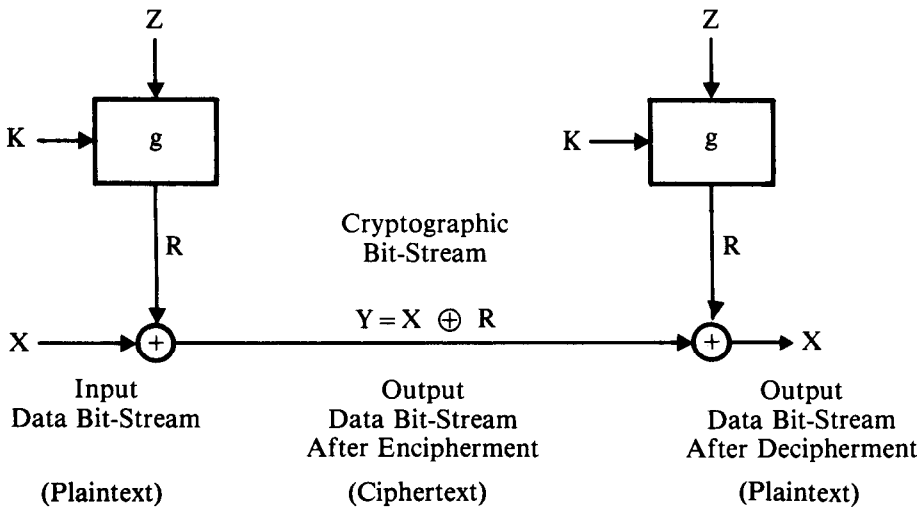 Z
Z
K
g
K
g
R
R
Cryptographic
Bit-Stream
Y = X ⊕ R
X
+
+
X
Input
Data Bit-Stream
Output
Data Bit-Stream
After Encipherment
Output
Data Bit-Stream
After Decipherment
(Plaintext)
(Ciphertext)
(Plaintext)